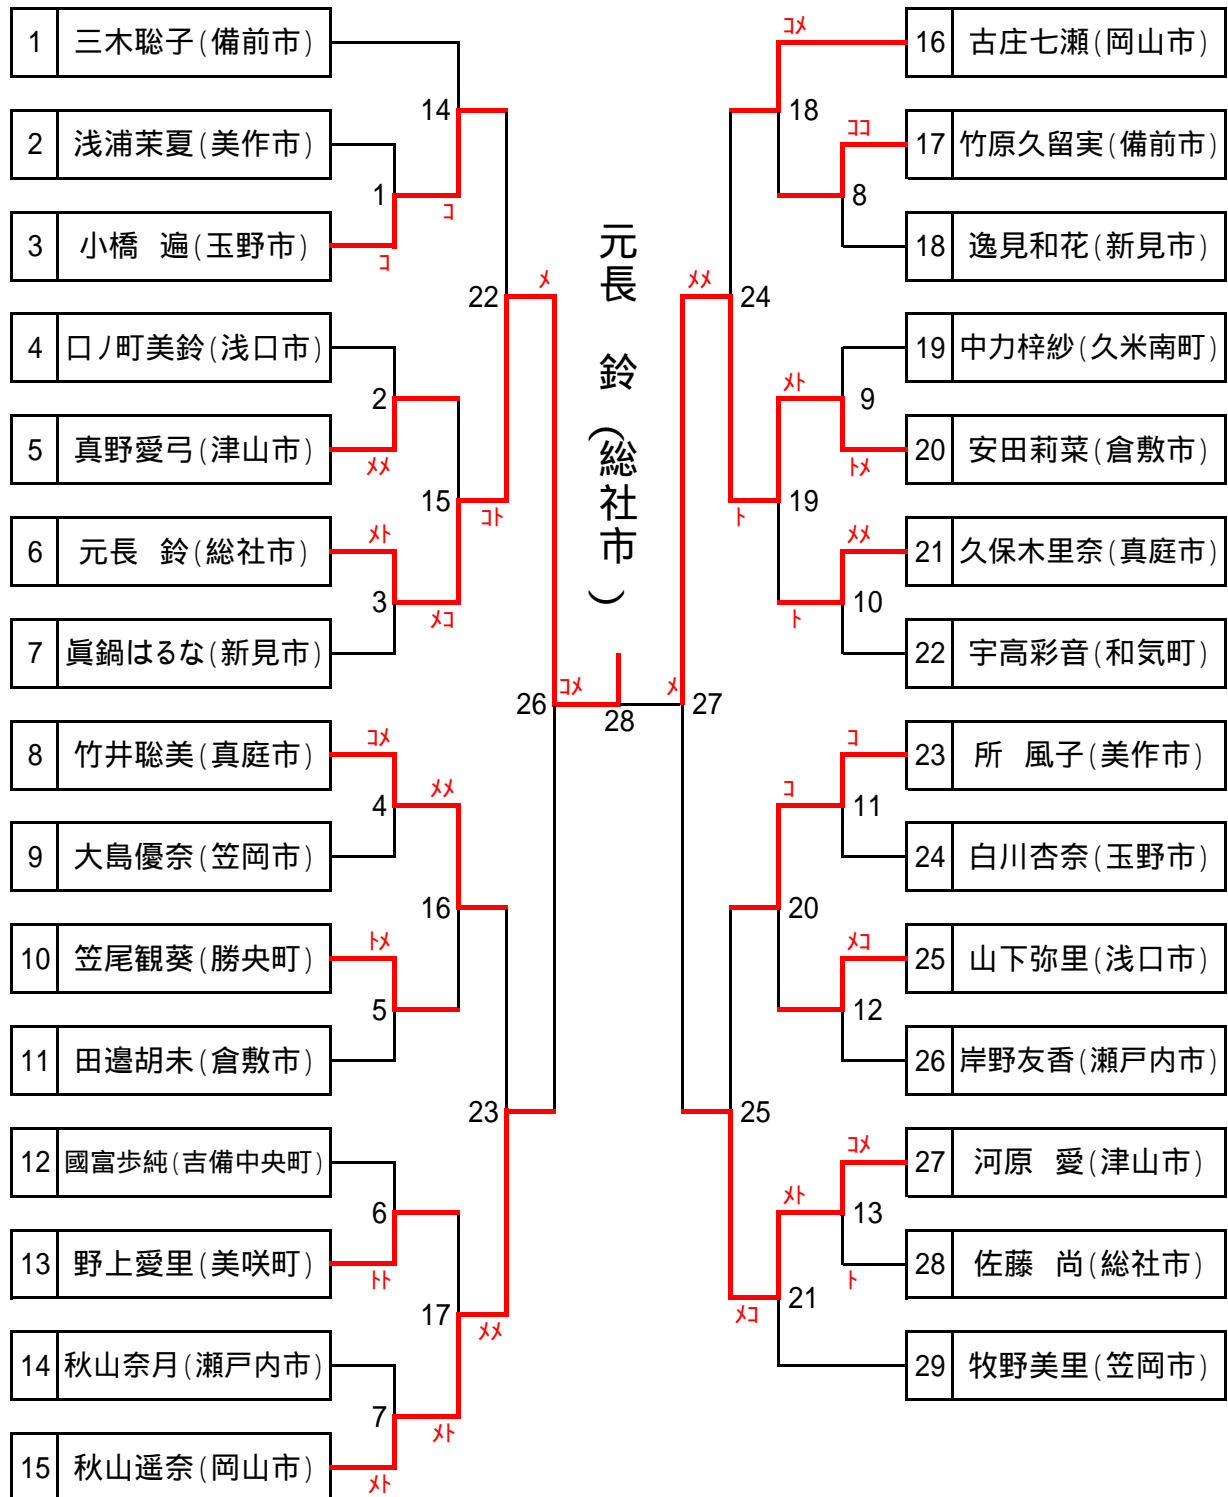 1 三木聡子(備前市)
2 浅浦茉夏(美作市)
3 小橋 遍(玉野市)
4 口ノ町美鈴(浅口市)
5 真野愛弓(津山市)
6 元長 鈴(総社市)
7 眞鍋はるな(新見市)
8 竹井聡美(真庭市)
9 大島優奈(笠岡市)
10 笠尾観葵(勝央町)
11 田邉胡未(倉敷市)
12 國富歩純(吉備中央町)
13 野上愛里(美咲町)
14 秋山奈月(瀬戸内市)
15 秋山遥奈(岡山市)
1
ｺ
2
ﾒﾒ
ﾒﾄ
3
ｺﾒ
4
ﾄﾒ
5
6
ﾄﾄ
7
ﾒﾄ
14
ｺ
15
ﾒｺ
ﾒﾒ
16
17
ﾒﾄ
22
ｺﾄ
23
ﾒﾒ
ﾒ
26
ｺﾒ
28
元長 鈴(総社市)
ﾒ
27
ﾒﾒ
24
ﾄ
25
ﾒｺ
ｺﾒ
18
ﾒﾄ
19
ﾄ
ｺ
20
ﾒﾄ
21
ｺｺ
8
9
ﾄﾒ
ﾒﾒ
10
ｺ
11
ﾒｺ
12
ｺﾒ
13
ﾄ
16 古庄七瀬(岡山市)
17 竹原久留実(備前市)
18 逸見和花(新見市)
19 中力梓紗(久米南町)
20 安田莉菜(倉敷市)
21 久保木里奈(真庭市)
22 宇高彩音(和気町)
23 所 風子(美作市)
24 白川杏奈(玉野市)
25 山下弥里(浅口市)
26 岸野友香(瀬戸内市)
27 河原 愛(津山市)
28 佐藤 尚(総社市)
29 牧野美里(笠岡市)